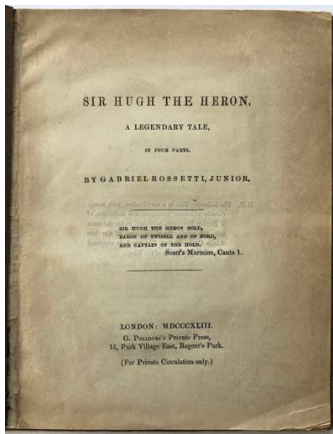 SIR HUGH THE HERON.
A LEGENDARY TALE,
IN FOUR PARTS.
BY GABRIEL ROSSETTI, JUNIOR.
SIR HUGH THE HERON BOLD,
BARON OF TWISELL AND OF FORD,
AND CAPTAIN OF THE HOLD.
Scott's Marmion, Canto 1.
LONDON: MDCCCXLIII.
G. POLIDORI'S Private Press,
15, Park Village East, Regent's Park.
(For Private Circulation only.)